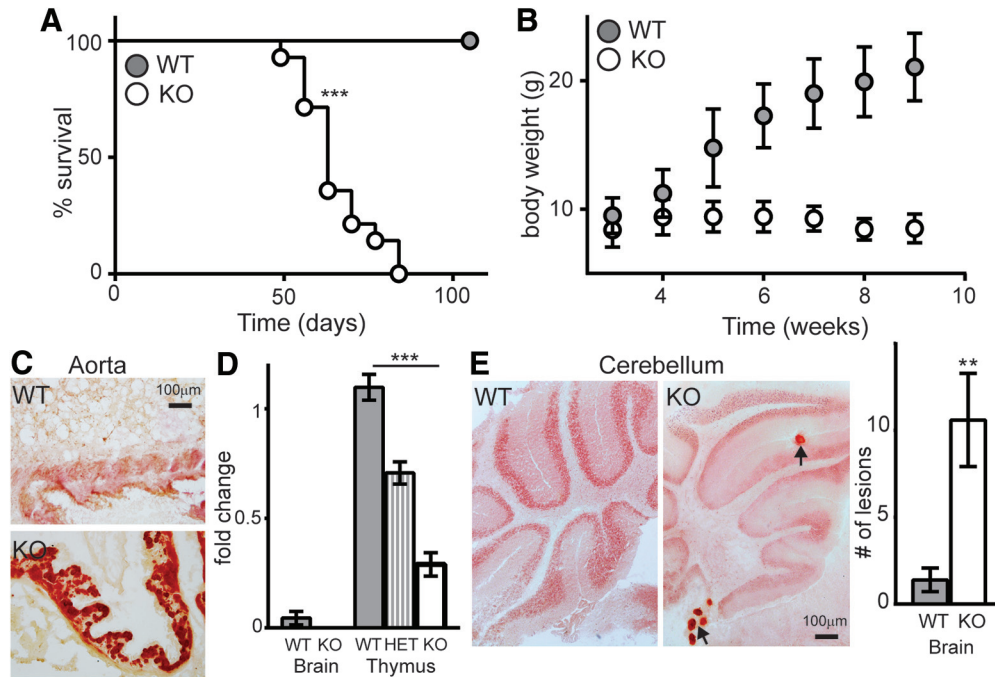 A
WT
KO
***
% survival
100
50
0
0
50
100
Time (days)
B
WT
KO
body weight (g)
20
10
4
6
8
10
Time (weeks)
C
Aorta
WT
100µm
KO
D
***
fold change
1
0.5
0
WT KO
Brain
WT HET KO
Thymus
E
Cerebellum
WT
KO
100µm
**
# of lesions
10
5
0
WT KO
Brain